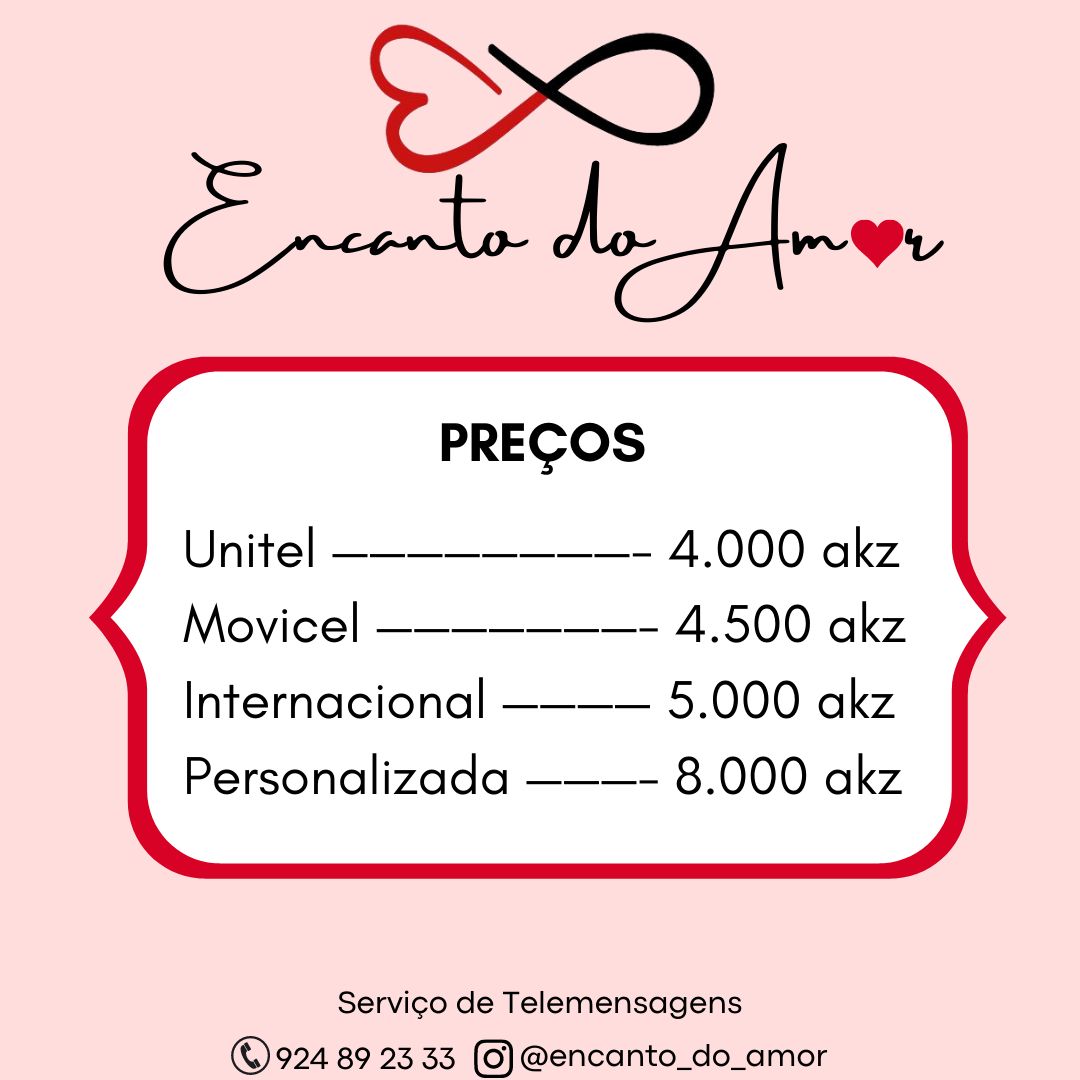 Encanto do Am❤r
PREÇOS
Unitel ————————- 4.000 akz
Movicel ———————- 4.500 akz
Internacional ———— 5.000 akz
Personalizada ———- 8.000 akz
Serviço de Telemensagens
924 89 23 33 @encanto_do_amor